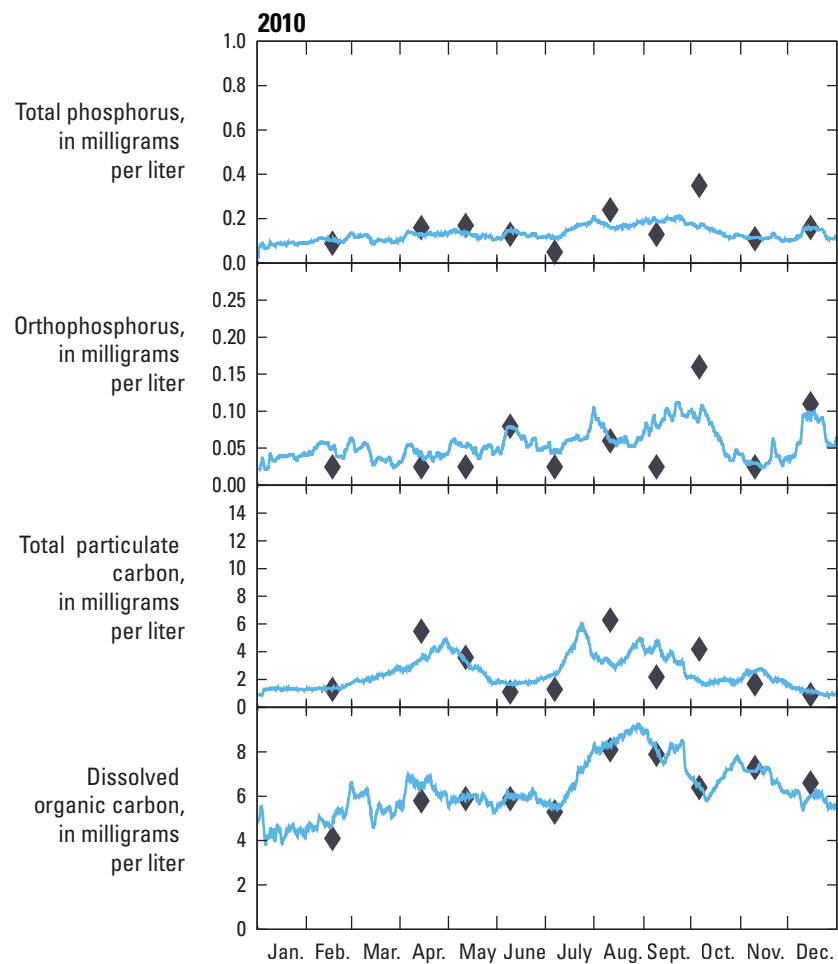 2010
Total phosphorus,
in milligrams
per liter
1.0
0.8
0.6
0.4
0.2
0.0
Orthophosphorus,
in milligrams
per liter
0.25
0.20
0.15
0.10
0.05
0.00
Total particulate
carbon,
in milligrams
per liter
14
12
10
8
6
4
2
0
Dissolved
organic carbon,
in milligrams
per liter
8
6
4
2
0
Jan. Feb. Mar. Apr. May June July Aug. Sept. Oct. Nov. Dec.